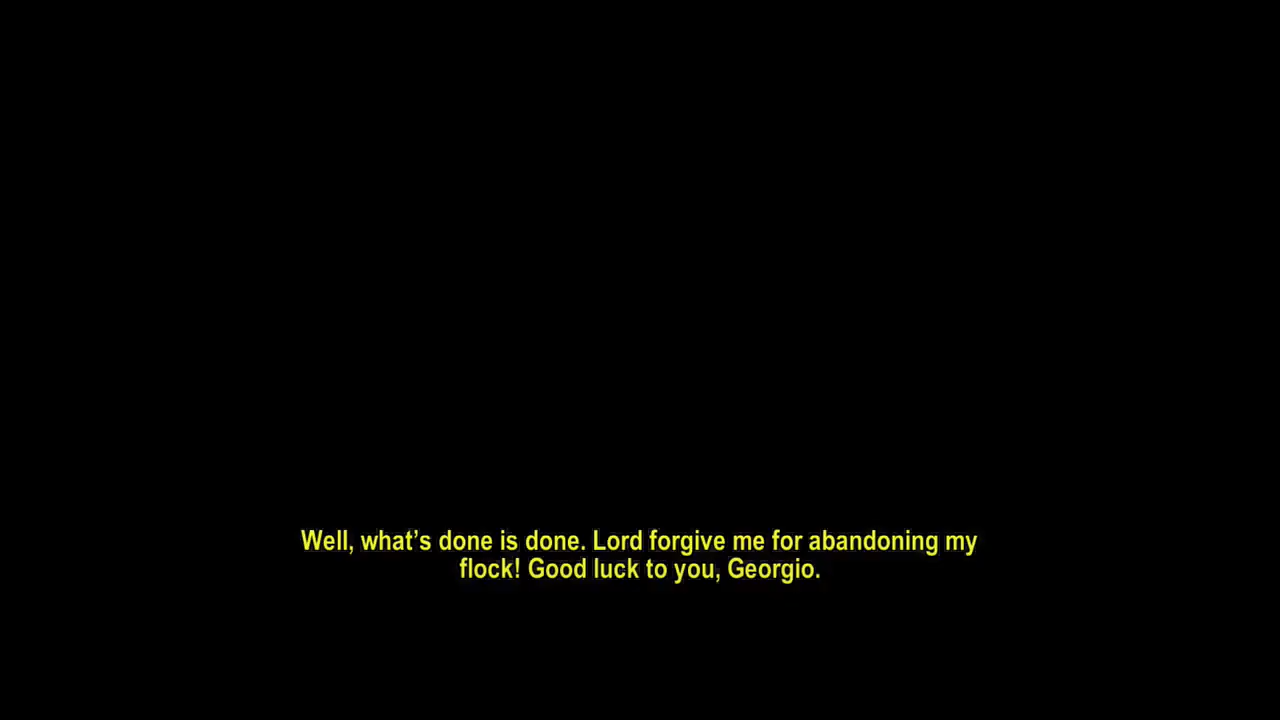 Well, what’s done is done. Lord forgive me for abandoning my
flock! Good luck to you, Georgio.